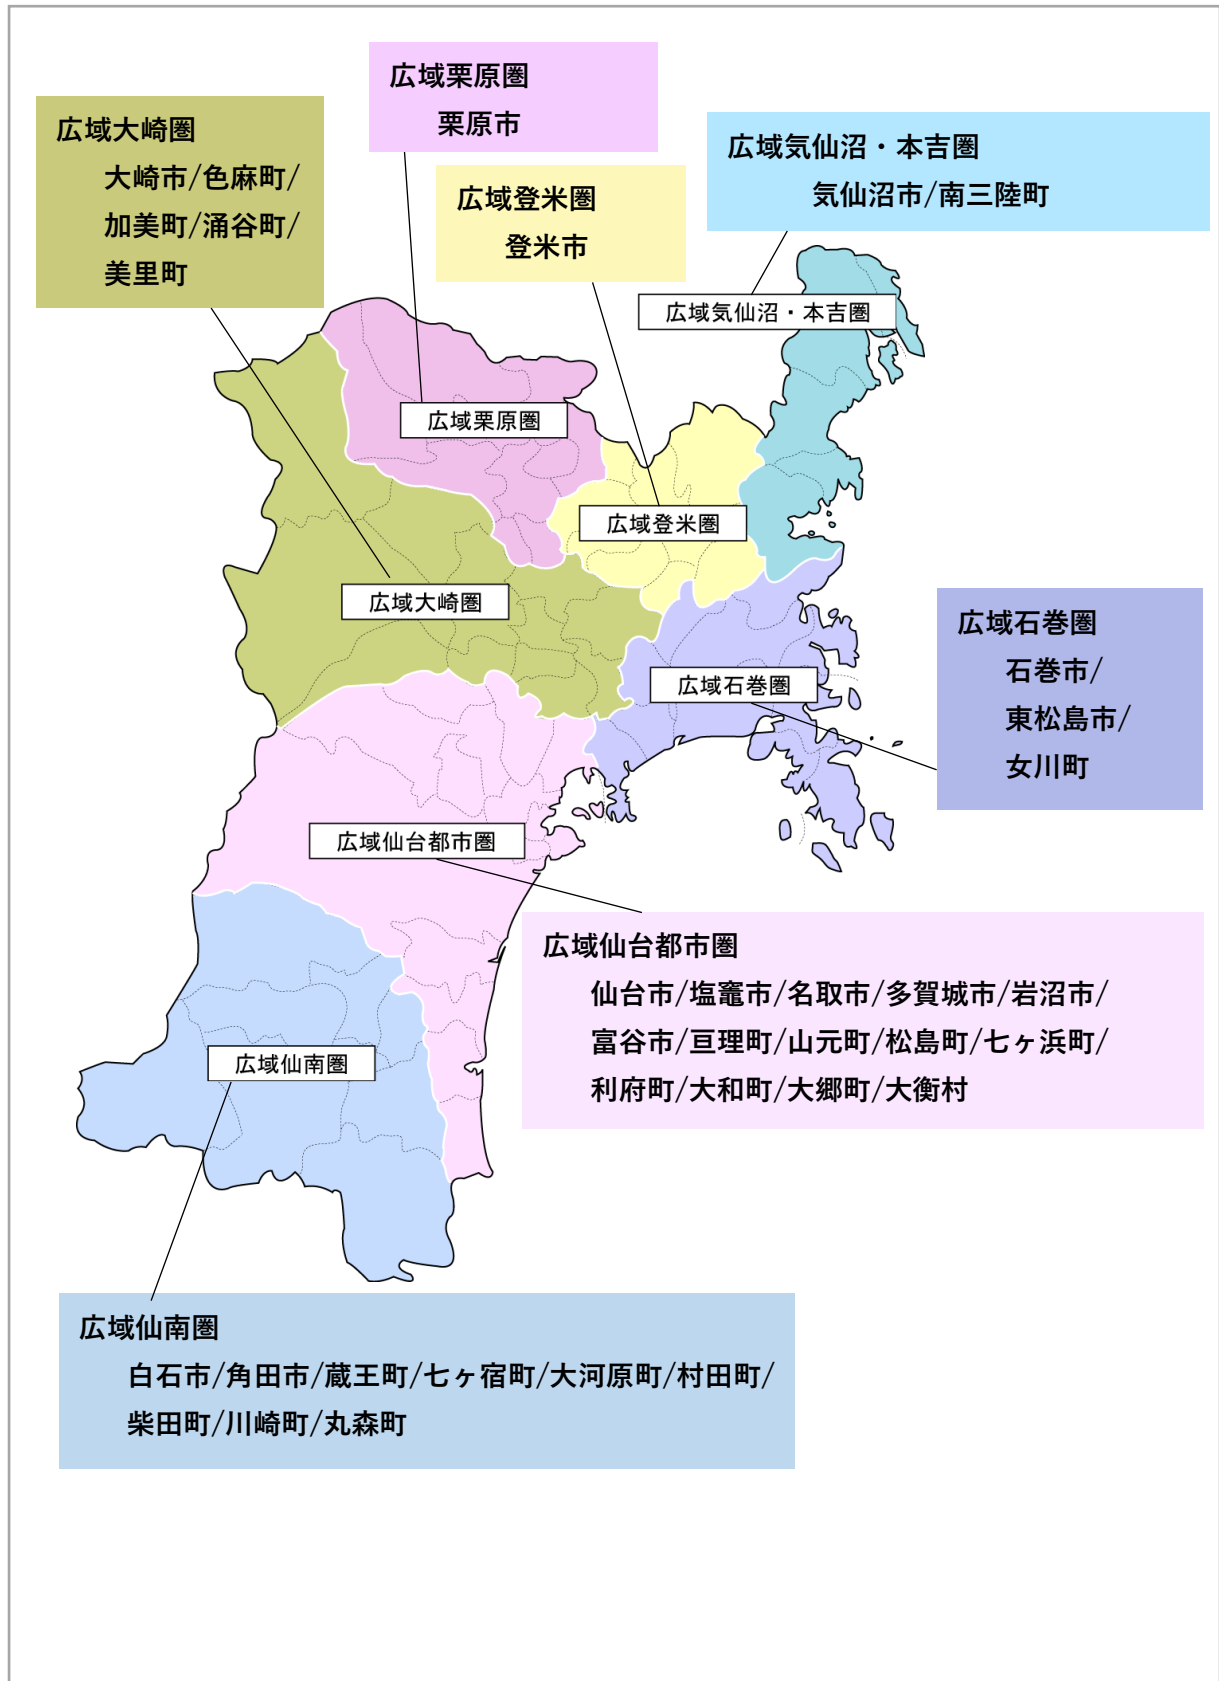 広域栗原圏
栗原市
広域大崎圏
大崎市/色麻町/
加美町/涌谷町/
美里町
広域気仙沼・本吉圏
気仙沼市/南三陸町
広域登米圏
登米市
広域気仙沼・本吉圏
広域栗原圏
広域登米圏
広域大崎圏
広域石巻圏
石巻市/
東松島市/
女川町
広域石巻圏
広域仙台都市圏
広域仙台都市圏
仙台市/塩竈市/名取市/多賀城市/岩沼市/
富谷市/亘理町/山元町/松島町/七ヶ浜町/
利府町/大和町/大郷町/大衡村
広域仙南圏
広域仙南圏
白石市/角田市/蔵王町/七ヶ宿町/大河原町/村田町/
柴田町/川崎町/丸森町